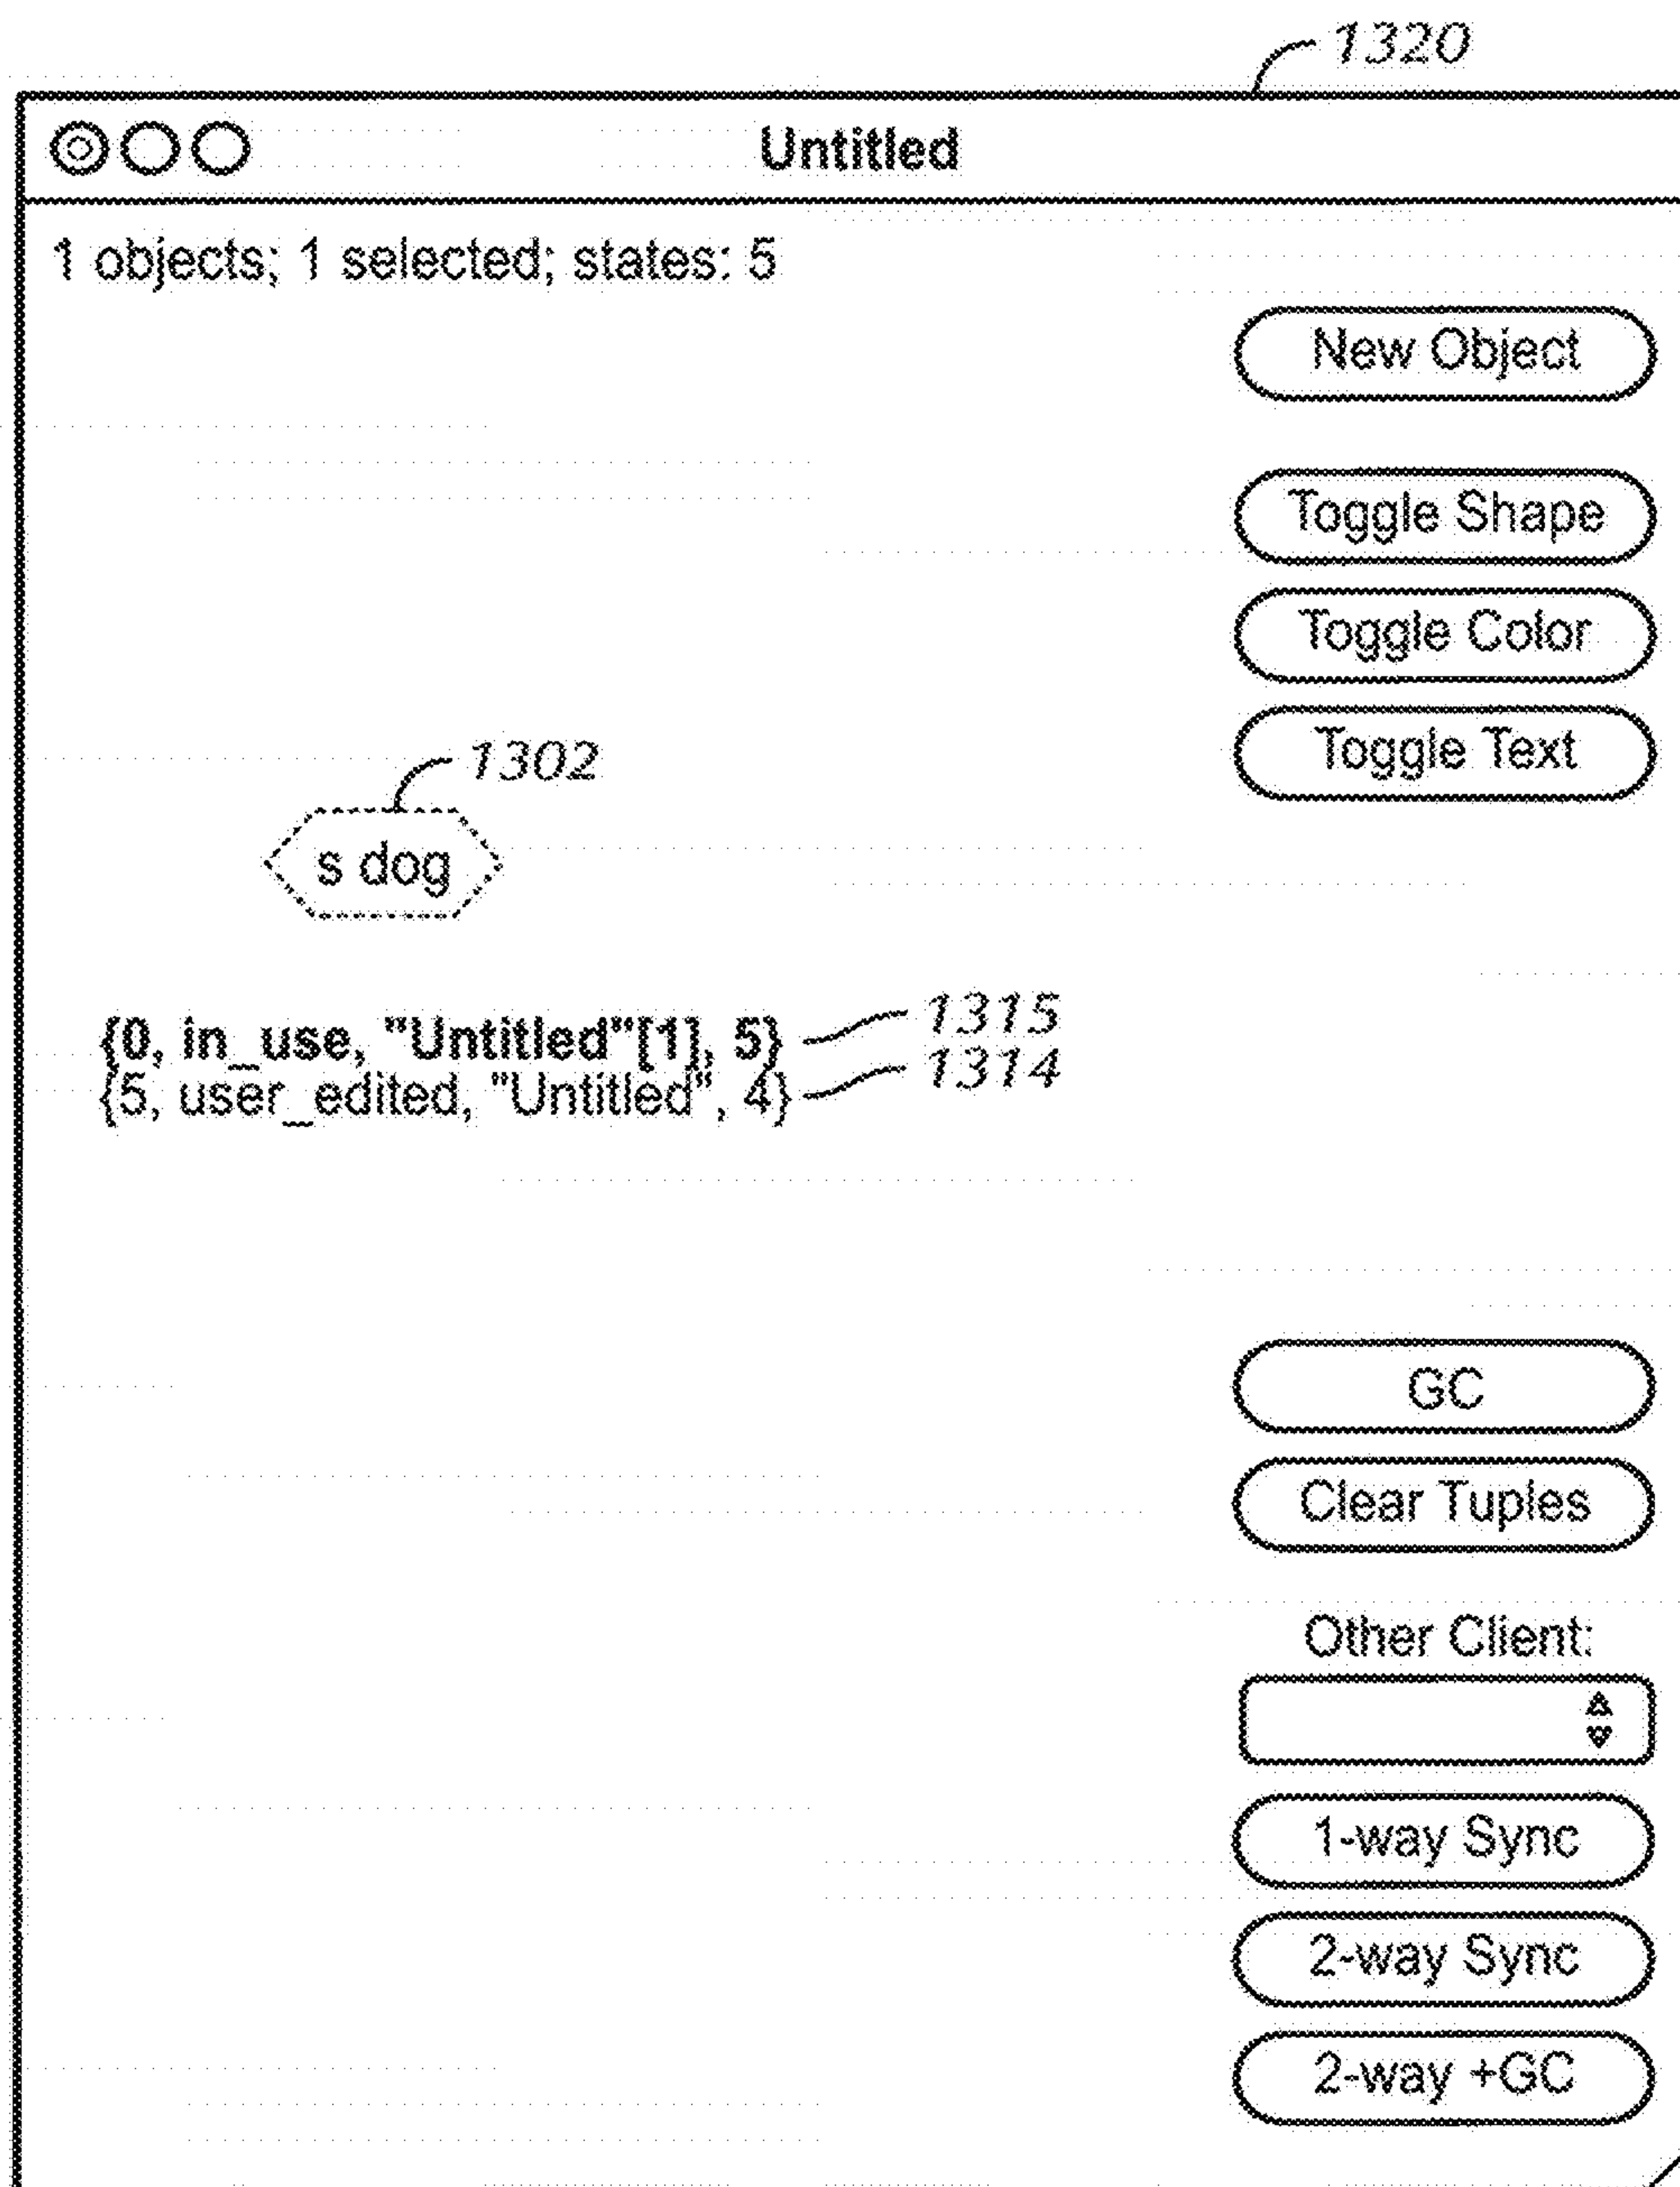 1320
Untitled
1 objects; 1 selected; states: 5
New Object
Toggle Shape
Toggle Color
Toggle Text
1302
s dog
{0, in_use, "Untitled"[1], 5} 1315
{5, user_edited, "Untitled", 4} 1314
GC
Clear Tuples
Other Client:
1-way Sync
2-way Sync
2-way +GC